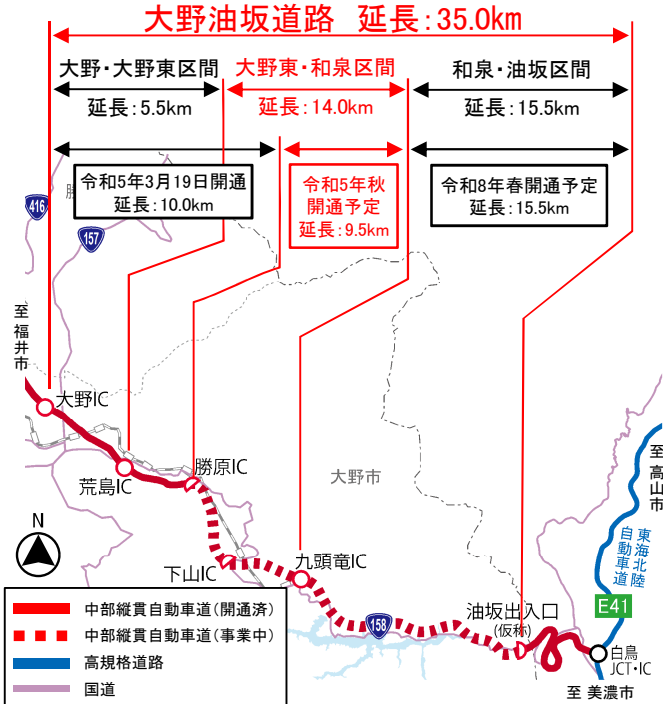 大野油坂道路 延長：35.0km
大野・大野東区間
延長：5.5km
大野東・和泉区間
延長：14.0km
和泉・油坂区間
延長：15.5km
令和5年3月19日開通
延長：10.0km
令和5年秋
開通予定
延長：9.5km
令和8年春開通予定
延長：15.5km
416
157
至 福井市
大野IC
荒島IC
勝原IC
大野市
下山IC
九頭竜IC
158
油坂出入口
(仮称)
至 高山市
東海北陸
自動車道
E41
白鳥
JCT・IC
至 美濃市
N
中部縦貫自動車道(開通済)
中部縦貫自動車道(事業中)
高規格道路
国道